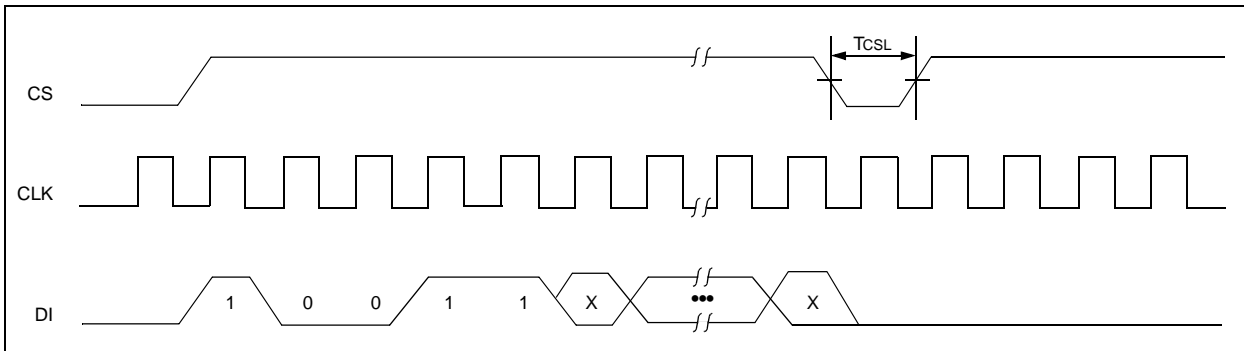 TCSL
CS
CLK
DI
1 0 0 1 1 X ••• X